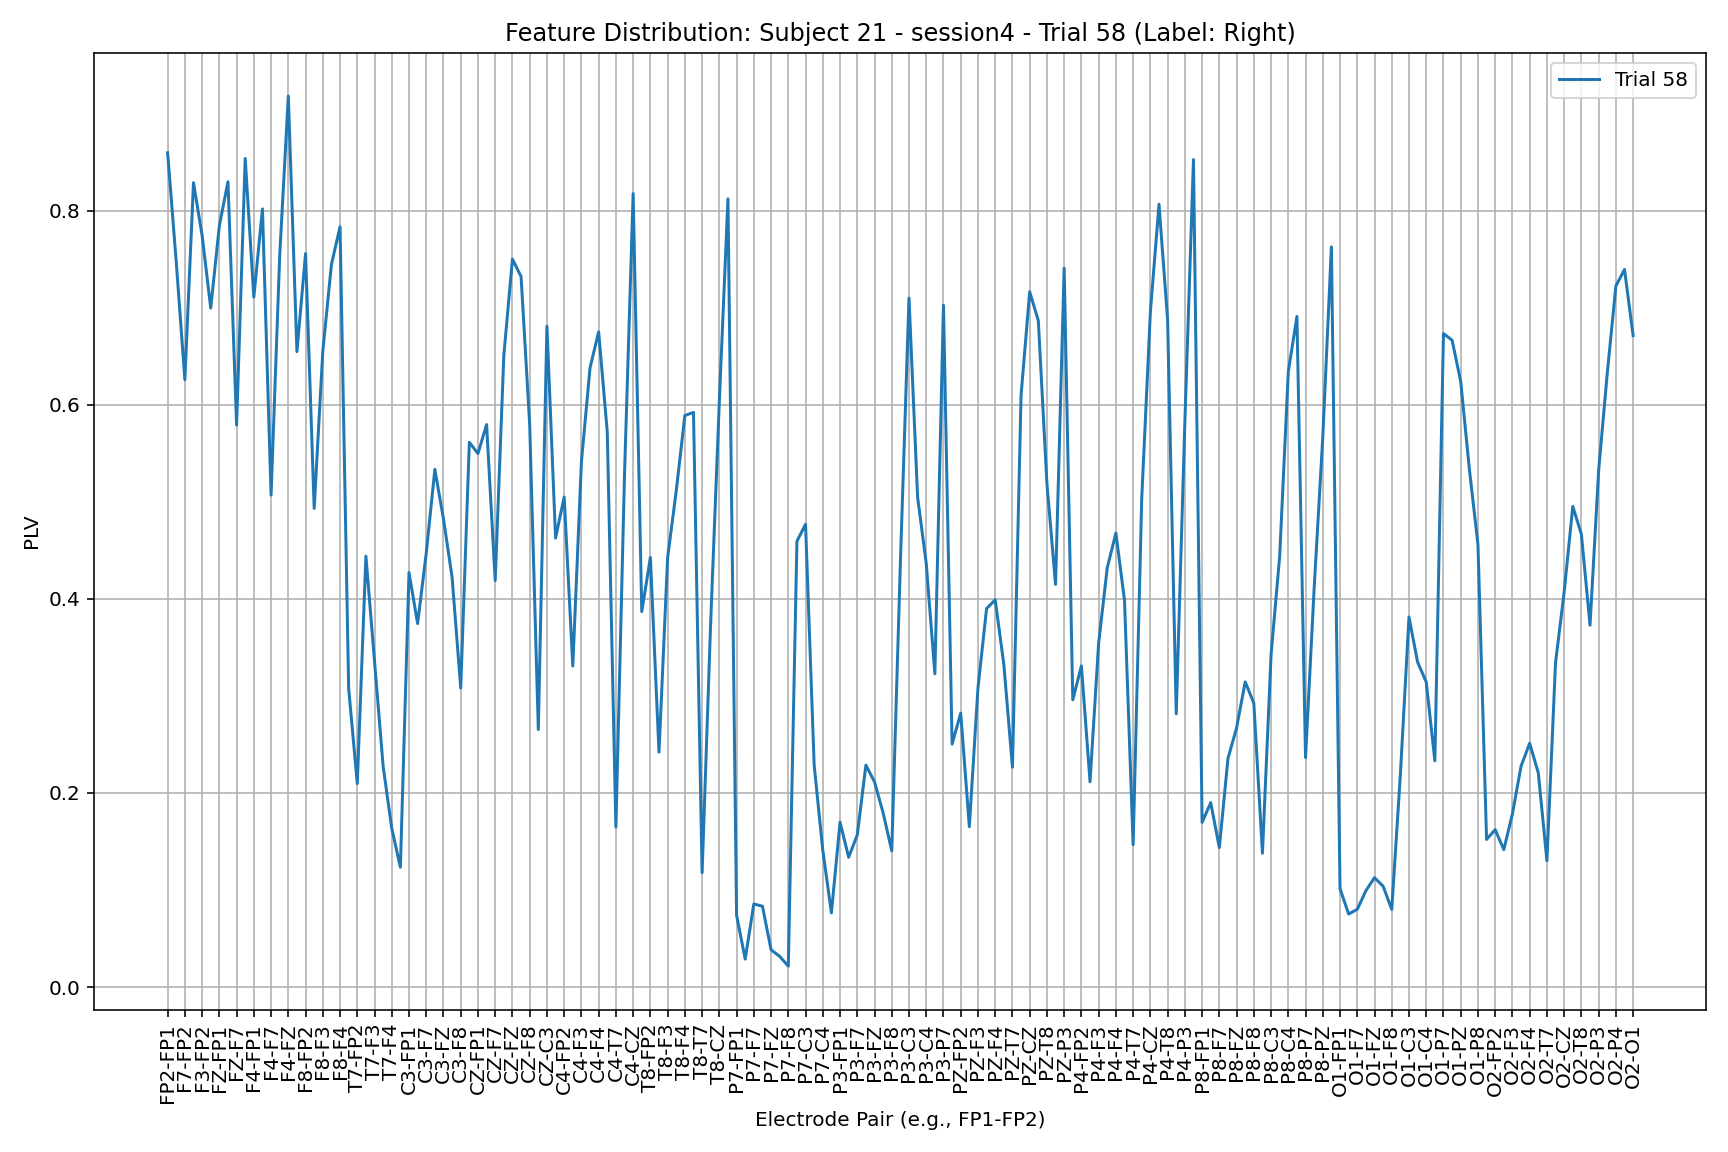 Feature Distribution: Subject 21 - session4 - Trial 58 (Label: Right)
Trial 58
PLV
0.8
0.6
0.4
0.2
0.0
FP2-FP1
F7-FP2
F3-FP2
FZ-FP1
FZ-F7
F4-FP1
F4-F7
F4-FZ
F8-FP2
F8-F3
F8-F4
T7-FP2
T7-F3
T7-F4
C3-FP1
C3-F7
C3-FZ
C3-F8
CZ-FP1
CZ-F7
CZ-FZ
CZ-F8
CZ-C3
C4-FP2
C4-F3
C4-F4
C4-T7
C4-CZ
T8-FP2
T8-F3
T8-F4
T8-T7
T8-CZ
P7-FP1
P7-F7
P7-FZ
P7-F8
P7-C3
P7-C4
P3-FP1
P3-F7
P3-FZ
P3-F8
P3-C3
P3-C4
P3-P7
PZ-FP2
PZ-F3
PZ-F4
PZ-T7
PZ-CZ
PZ-T8
PZ-P3
P4-FP2
P4-F3
P4-F4
P4-T7
P4-CZ
P4-T8
P4-P3
P8-FP1
P8-F7
P8-FZ
P8-F8
P8-C3
P8-C4
P8-P7
P8-PZ
O1-FP1
O1-F7
O1-FZ
O1-F8
O1-C3
O1-C4
O1-P7
O1-PZ
O1-P8
O2-FP2
O2-F3
O2-F4
O2-T7
O2-CZ
O2-T8
O2-P3
O2-P4
O2-O1
Electrode Pair (e.g., FP1-FP2)